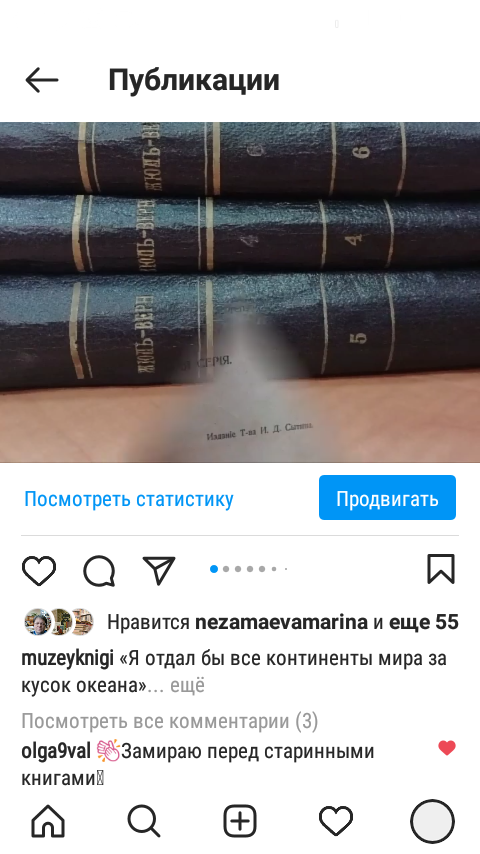 Публикации
ЖЮЛЬ-ВЕРН
6
6
ЖЮЛЬ-ВЕРН
4
4
ЖЮЛЬ-ВЕРН
5
СЕРІЯ.
Изданіе Т-ва И. Д. Сытина.
Посмотреть статистику
Продвигать
Нравится nezamaevamarina и еще 55
muzeyknigi «Я отдал бы все континенты мира за
кусок океана»... ещё
Посмотреть все комментарии (3)
olga9val 👏Замираю перед старинными
книгами